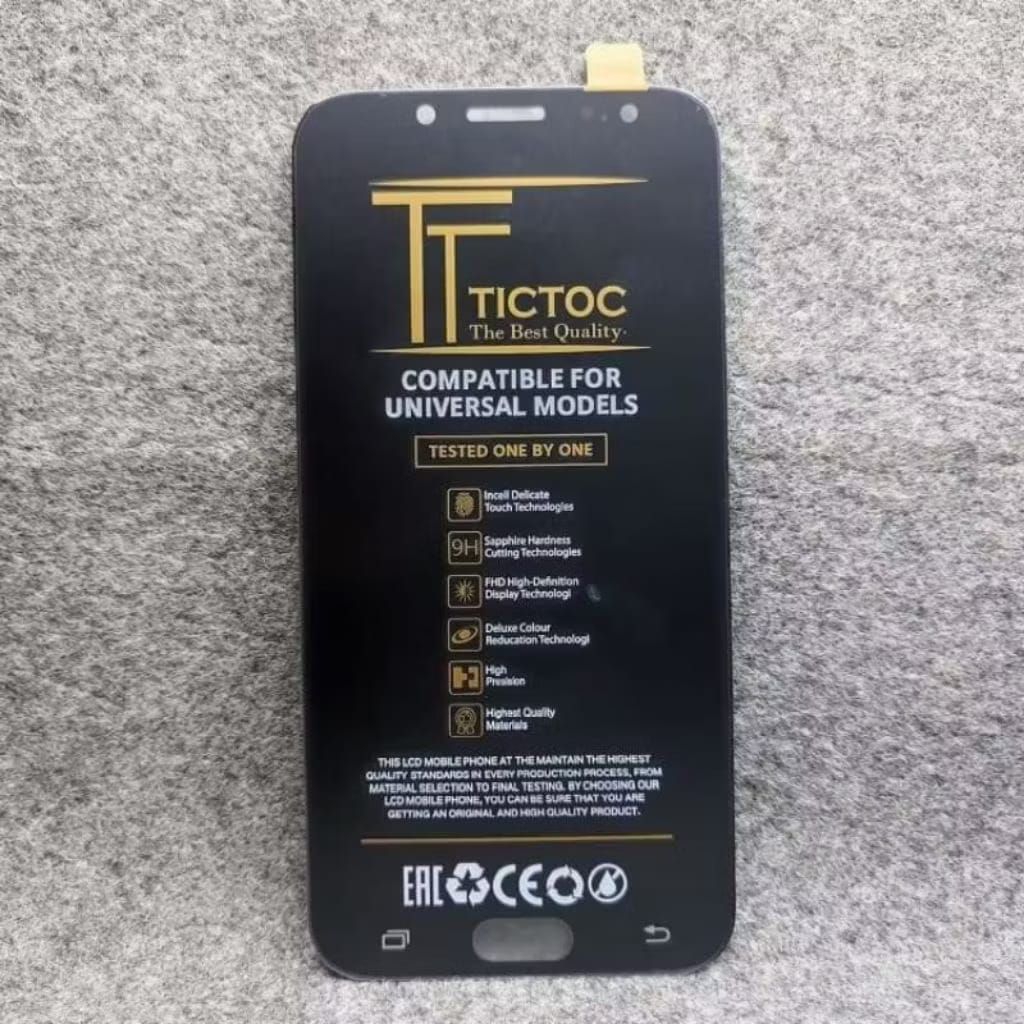 TT
TICTOC
The Best Quality.
COMPATIBLE FOR
UNIVERSAL MODELS
TESTED ONE BY ONE
Incell Delicate
Touch Technologies
9H
Sapphire Hardness
Cutting Technologies
FHD High-Definition
Display Technologi
Deluxe Colour
Reducation Technologi
High
Presision
Highest Quality
Materials
THIS LCD MOBILE PHONE AT THE MAINTAIN THE HIGHEST
QUALITY STANDARDS IN EVERY PRODUCTION PROCESS, FROM
MATERIAL SELECTION TO FINAL TESTING. BY CHOOSING OUR
LCD MOBILE PHONE, YOU CAN BE SURE THAT YOU ARE
GETTING AN ORIGINAL AND HIGH QUALITY PRODUCT.
EAC CE